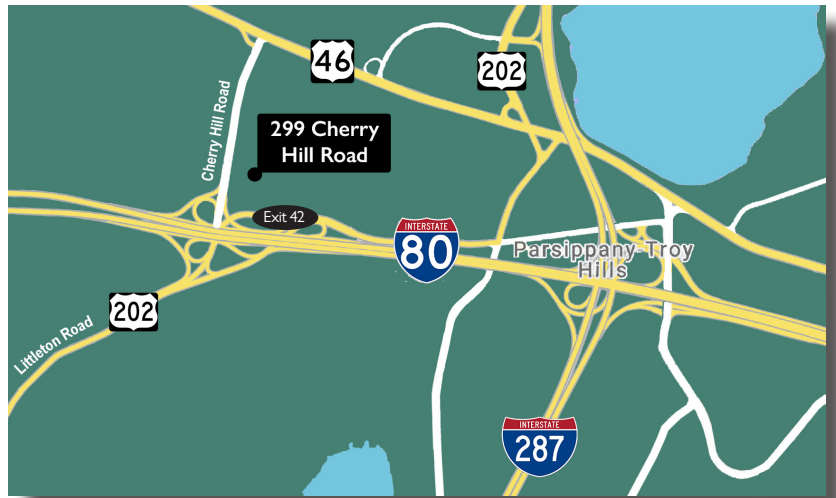 46
202
Cherry Hill Road
299 Cherry
Hill Road
Exit 42
INTERSTATE
80
Parsippany-Troy
Hills
202
Littleton Road
INTERSTATE
287